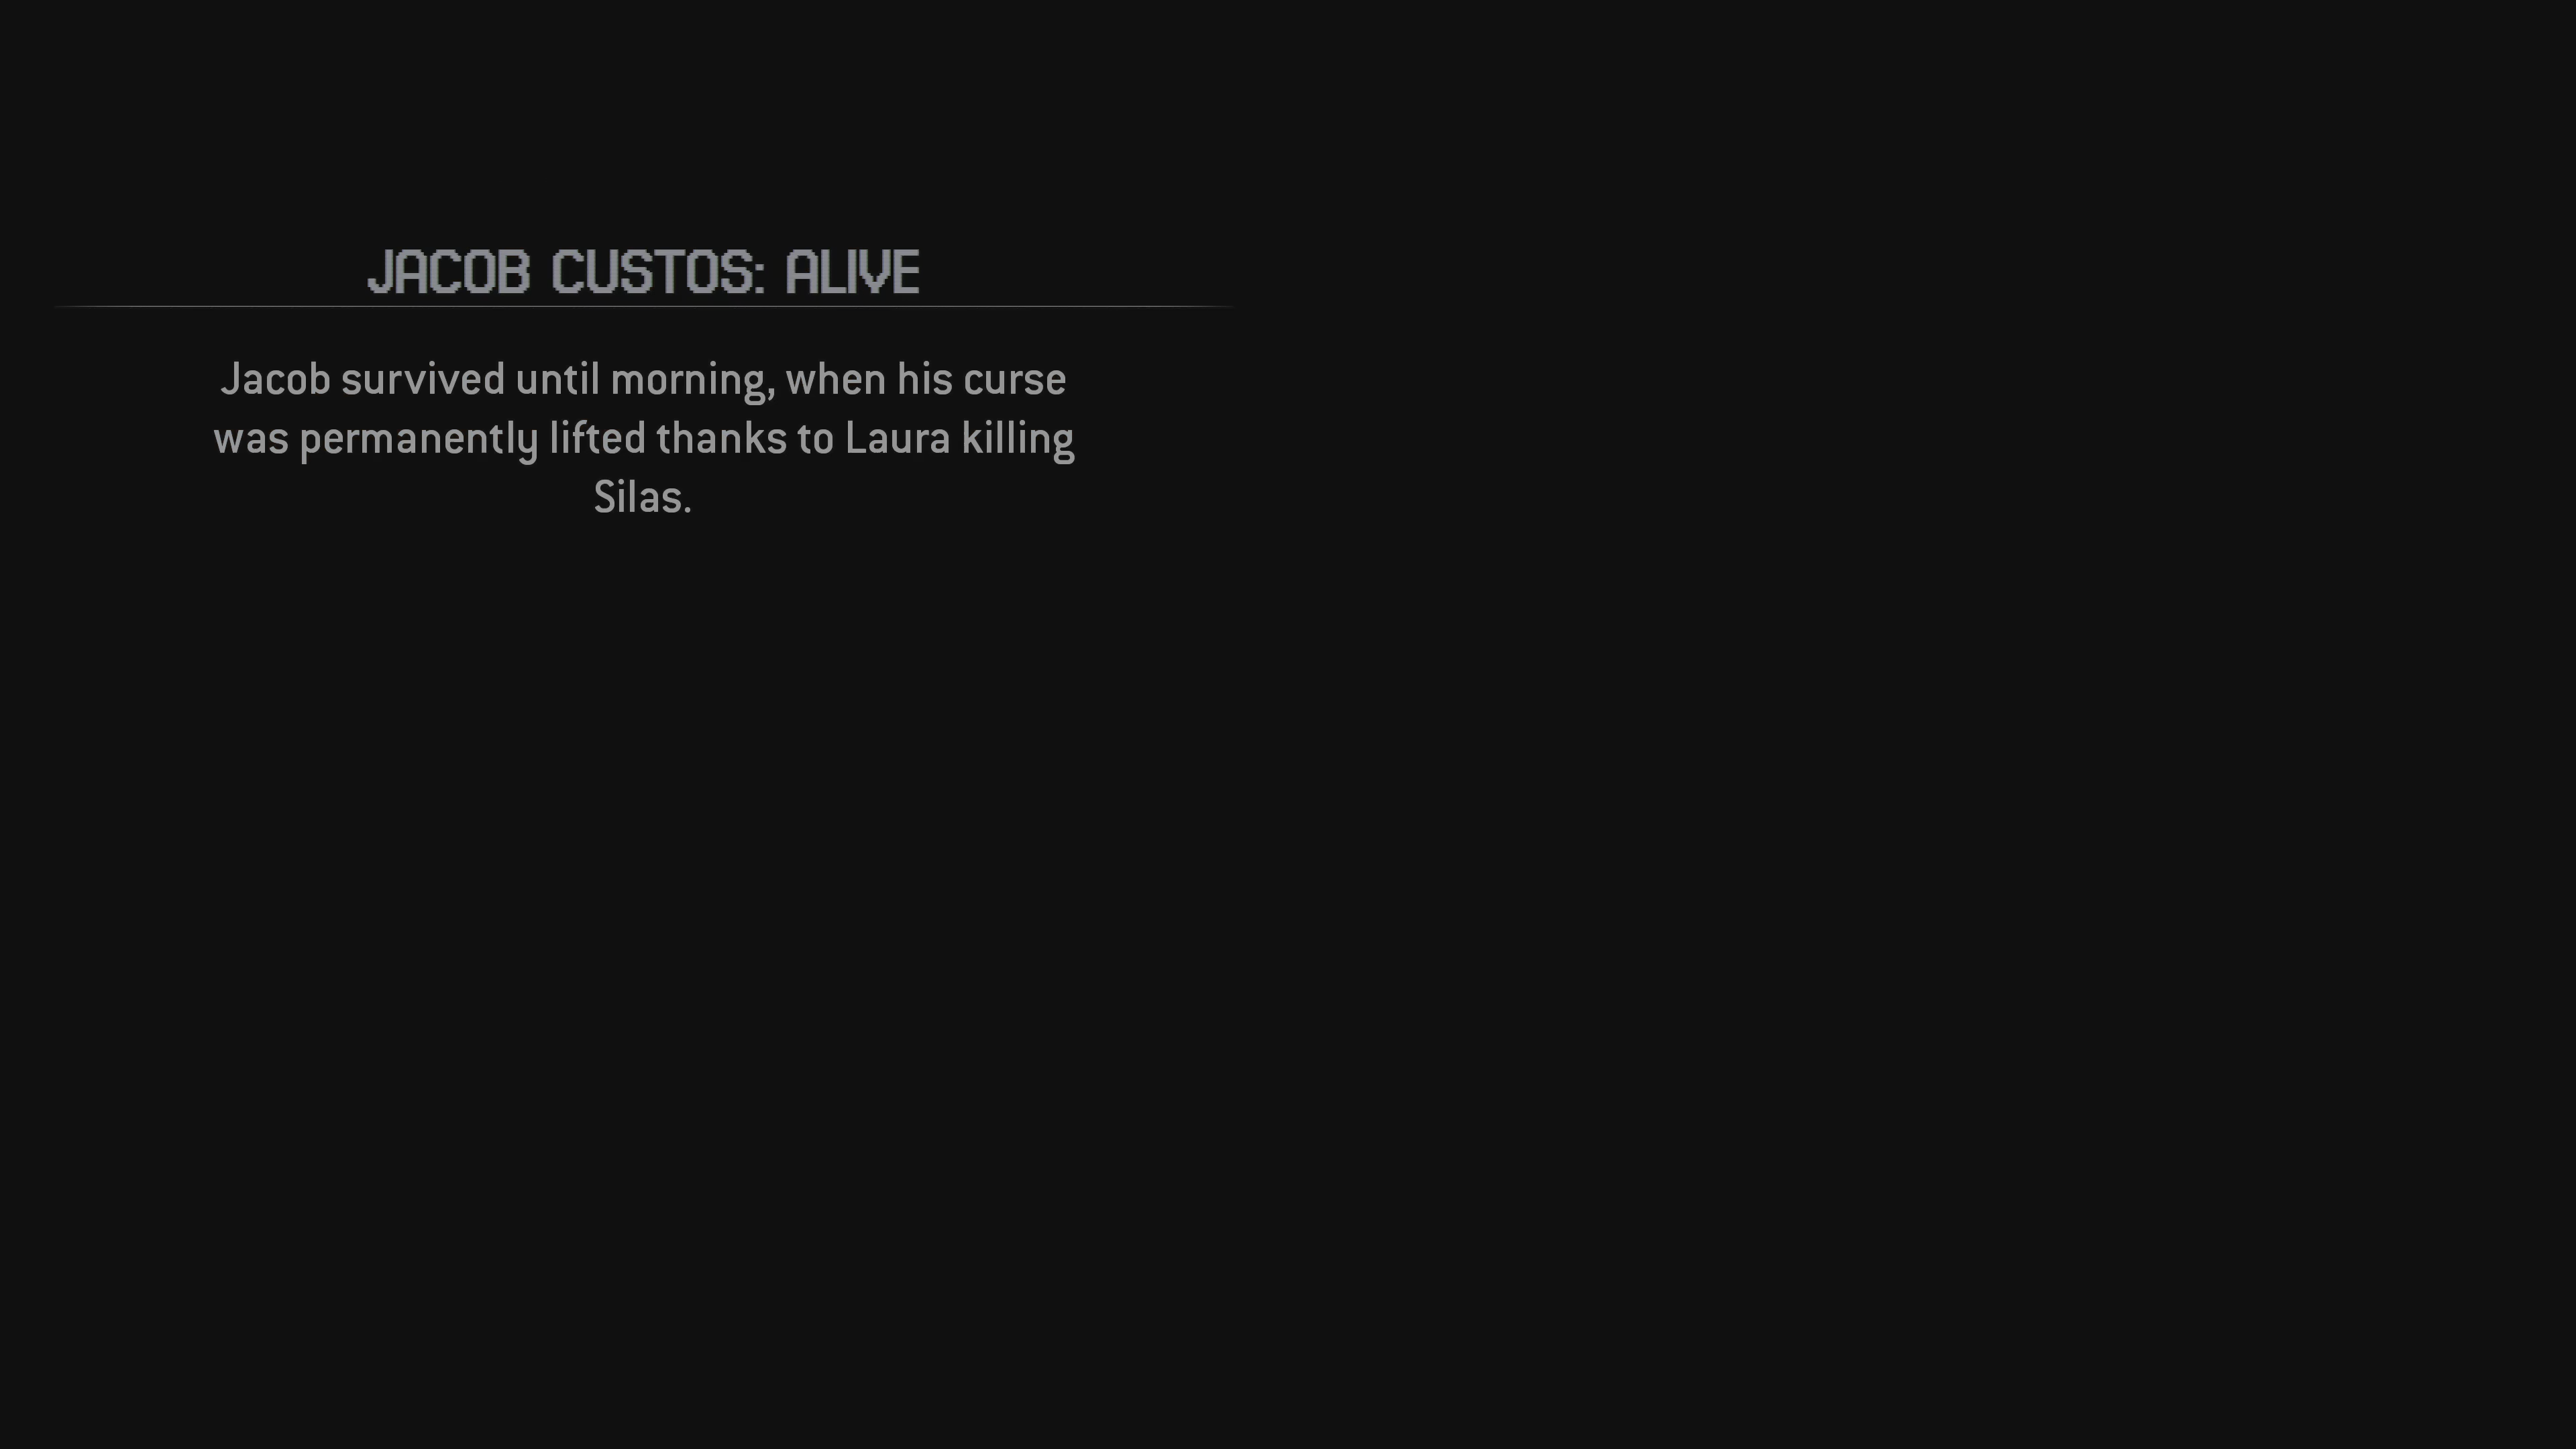 JACOB CUSTOS: ALIVE
Jacob survived until morning, when his curse
was permanently lifted thanks to Laura killing
Silas.